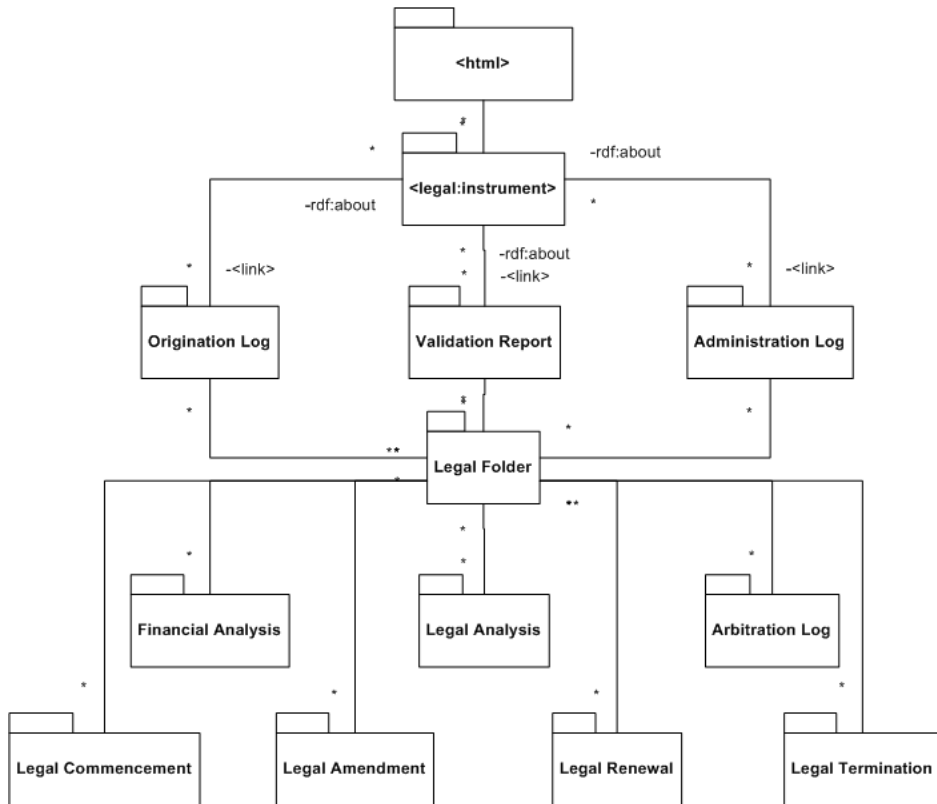 <html>
*
* -rdf:about
<legal:instrument>
-rdf:about *
* -rdf:about
* -<link> * -<link> * -<link>
Origination Log Validation Report Administration Log
* * *
*
** *
Legal Folder
* **
*
* * *
Financial Analysis Legal Analysis Arbitration Log
* * * *
Legal Commencement Legal Amendment Legal Renewal Legal Termination